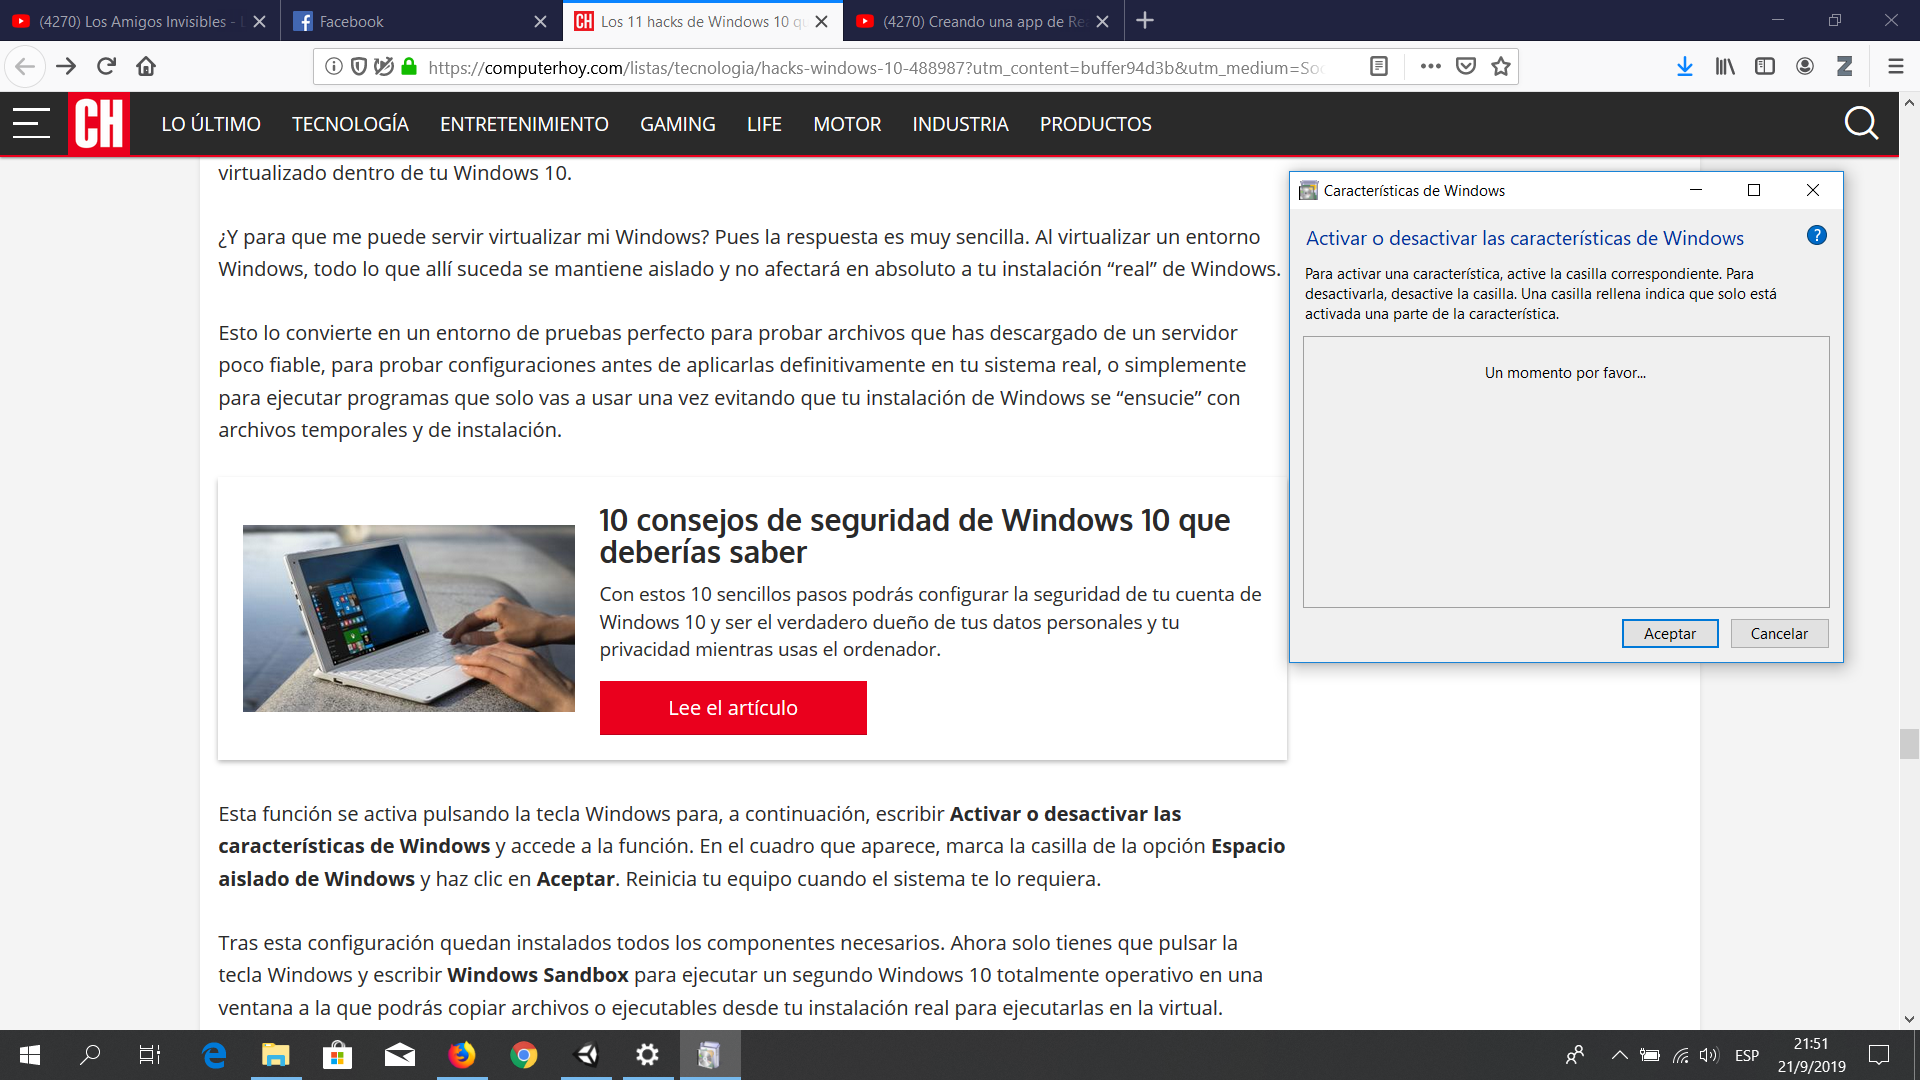 (4270) Los Amigos Invisibles -
Facebook
Los 11 hacks de Windows 10 qu
(4270) Creando una app de Re
https://computerhoy.com/listas/tecnologia/hacks-windows-10-488987?utm_content=buffer94d3b&utm_medium=Soc
CH
LO ÚLTIMO
TECNOLOGÍA
ENTRETENIMIENTO
GAMING
LIFE
MOTOR
INDUSTRIA
PRODUCTOS
virtualizado dentro de tu Windows 10.
¿Y para que me puede servir virtualizar mi Windows? Pues la respuesta es muy sencilla. Al virtualizar un entorno
Windows, todo lo que allí suceda se mantiene aislado y no afectará en absoluto a tu instalación “real” de Windows.
Esto lo convierte en un entorno de pruebas perfecto para probar archivos que has descargado de un servidor
poco fiable, para probar configuraciones antes de aplicarlas definitivamente en tu sistema real, o simplemente
para ejecutar programas que solo vas a usar una vez evitando que tu instalación de Windows se “ensucie” con
archivos temporales y de instalación.
10 consejos de seguridad de Windows 10 que
deberías saber
Con estos 10 sencillos pasos podrás configurar la seguridad de tu cuenta de
Windows 10 y ser el verdadero dueño de tus datos personales y tu
privacidad mientras usas el ordenador.
Lee el artículo
Esta función se activa pulsando la tecla Windows para, a continuación, escribir Activar o desactivar las
características de Windows y accede a la función. En el cuadro que aparece, marca la casilla de la opción Espacio
aislado de Windows y haz clic en Aceptar. Reinicia tu equipo cuando el sistema te lo requiera.
Tras esta configuración quedan instalados todos los componentes necesarios. Ahora solo tienes que pulsar la
tecla Windows y escribir Windows Sandbox para ejecutar un segundo Windows 10 totalmente operativo en una
ventana a la que podrás copiar archivos o ejecutables desde tu instalación real para ejecutarlas en la virtual.
Características de Windows
Activar o desactivar las características de Windows
Para activar una característica, active la casilla correspondiente. Para
desactivarla, desactive la casilla. Una casilla rellena indica que solo está
activada una parte de la característica.
Un momento por favor...
Aceptar
Cancelar
ESP
21:51
21/9/2019